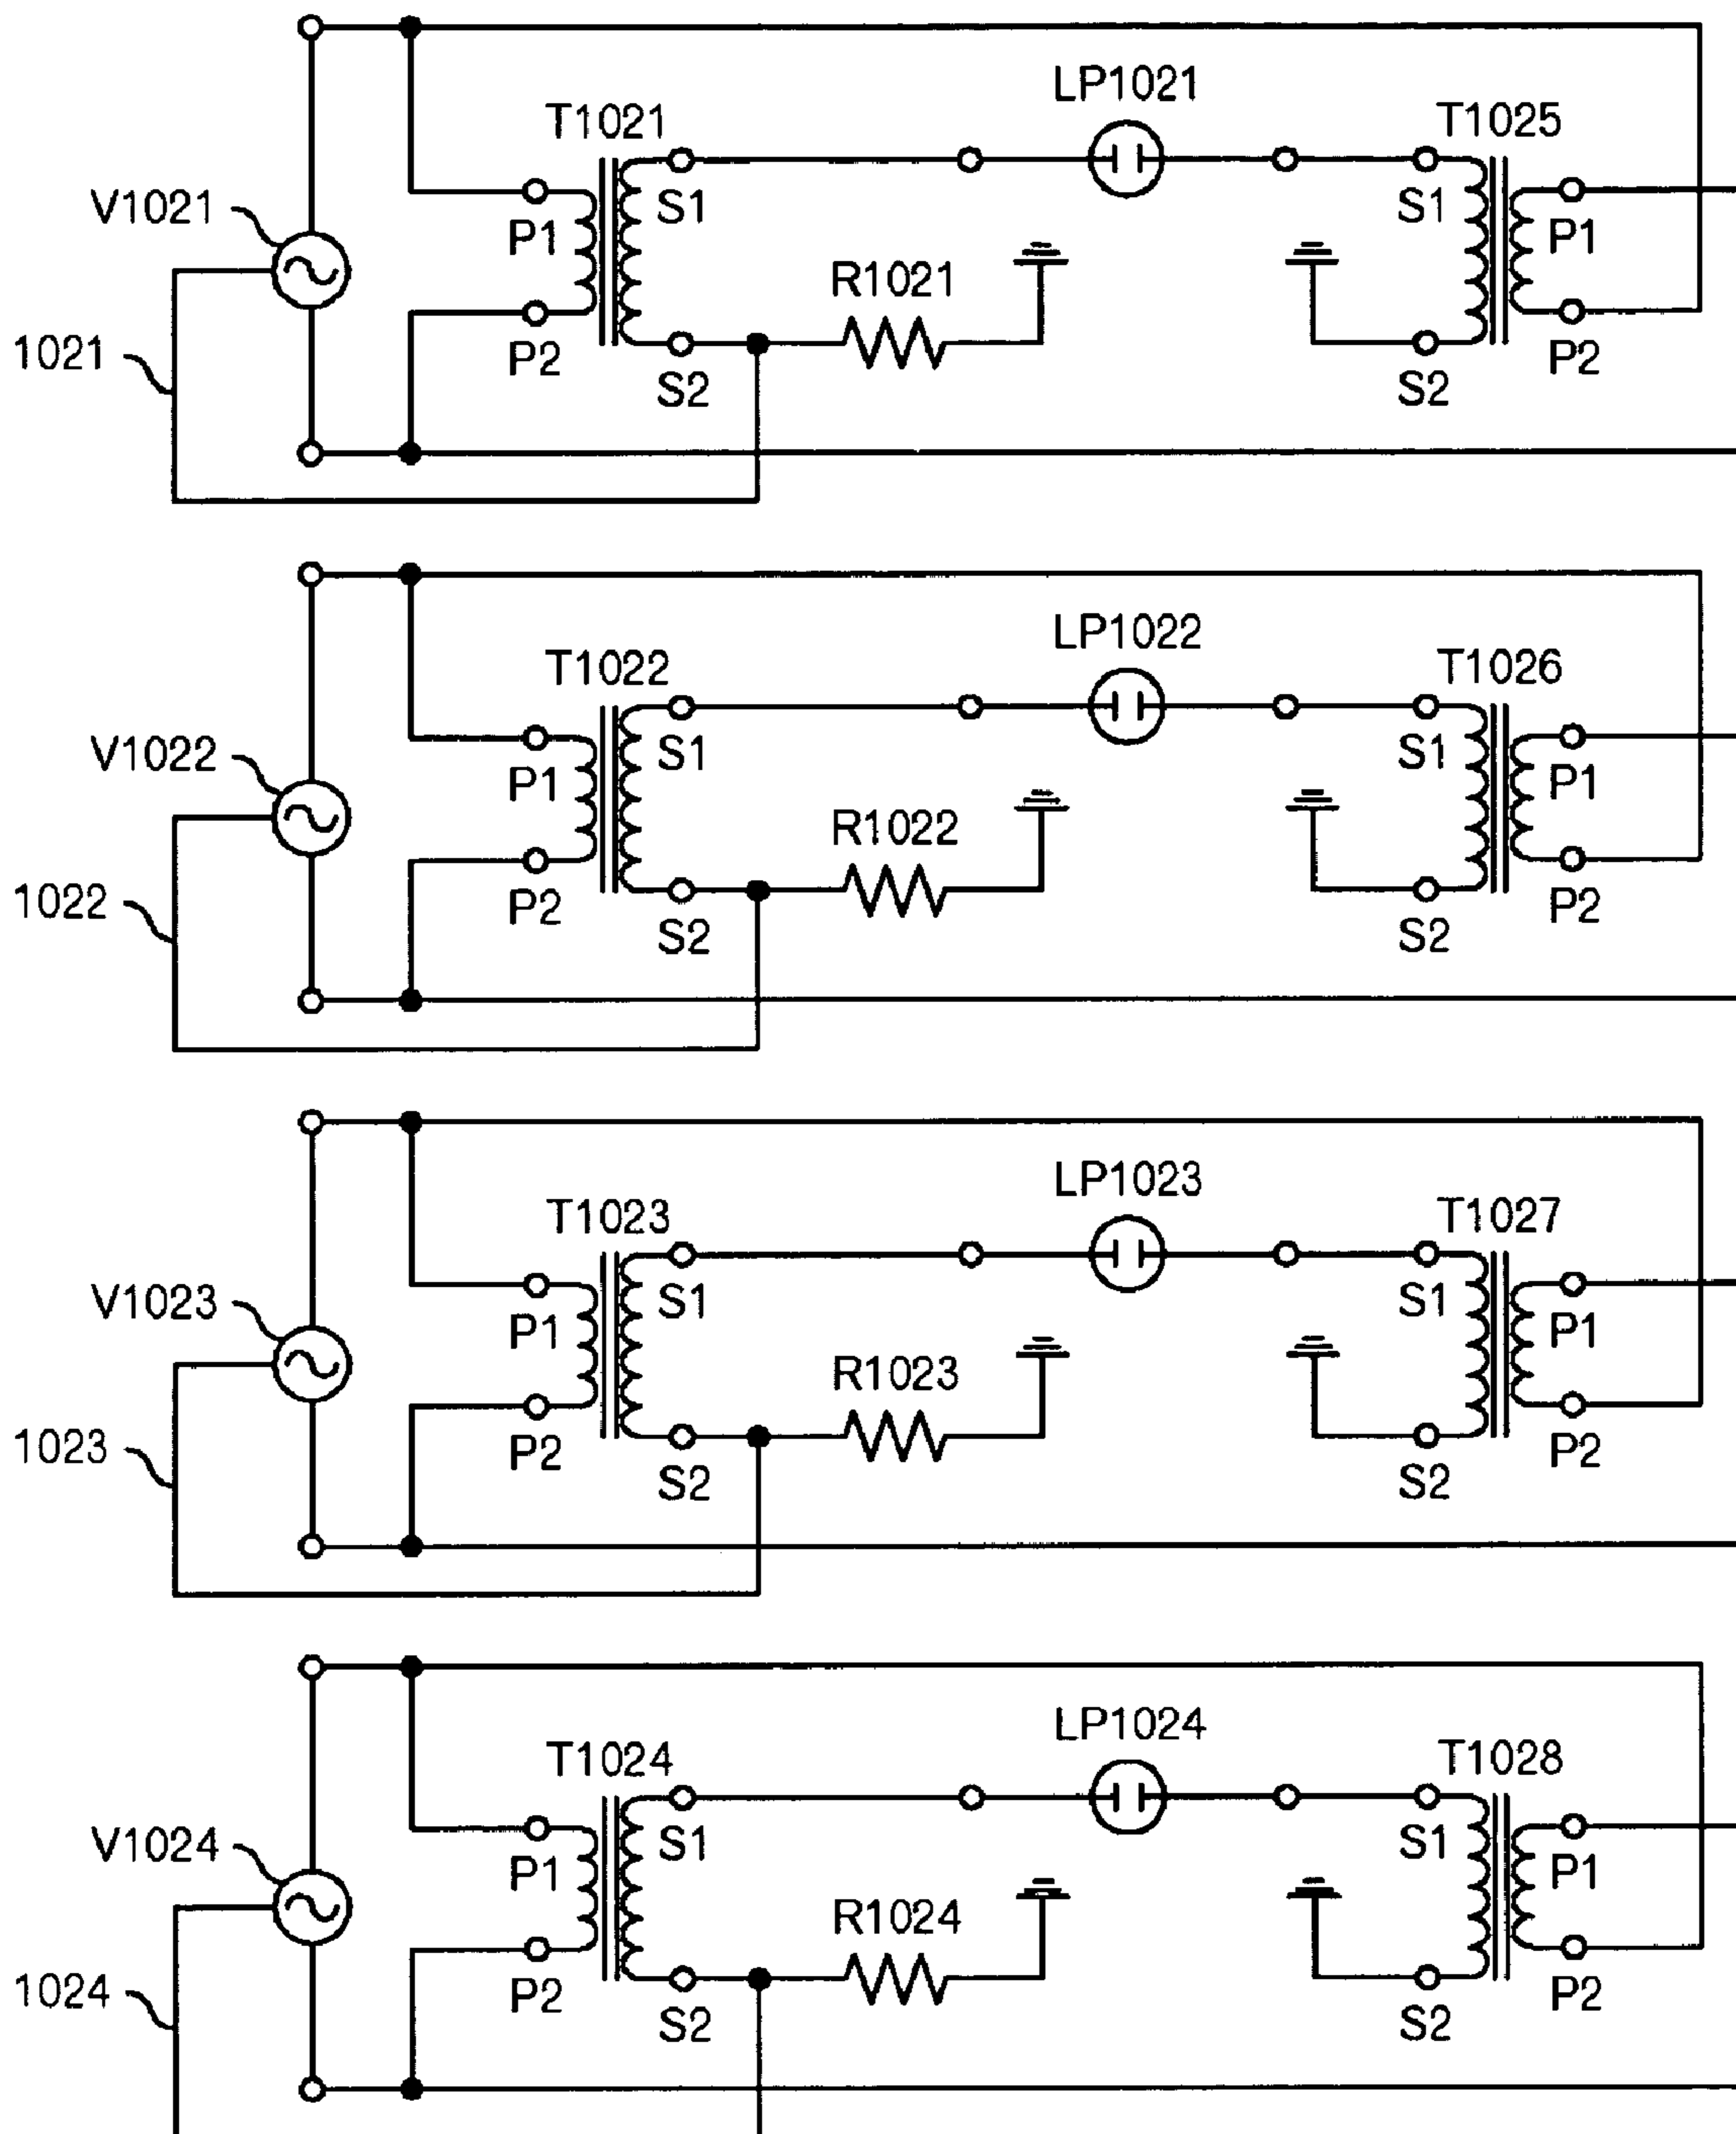 LP1021
T1021
T1025
V1021
S1
S1
P1
P1
R1021
1021
P2
P2
S2
S2
LP1022
T1022
T1026
V1022
S1
S1
P1
P1
R1022
1022
P2
P2
S2
S2
LP1023
T1023
T1027
V1023
S1
S1
P1
P1
R1023
1023
P2
P2
S2
S2
LP1024
T1024
T1028
V1024
S1
S1
P1
P1
R1024
1024
P2
P2
S2
S2